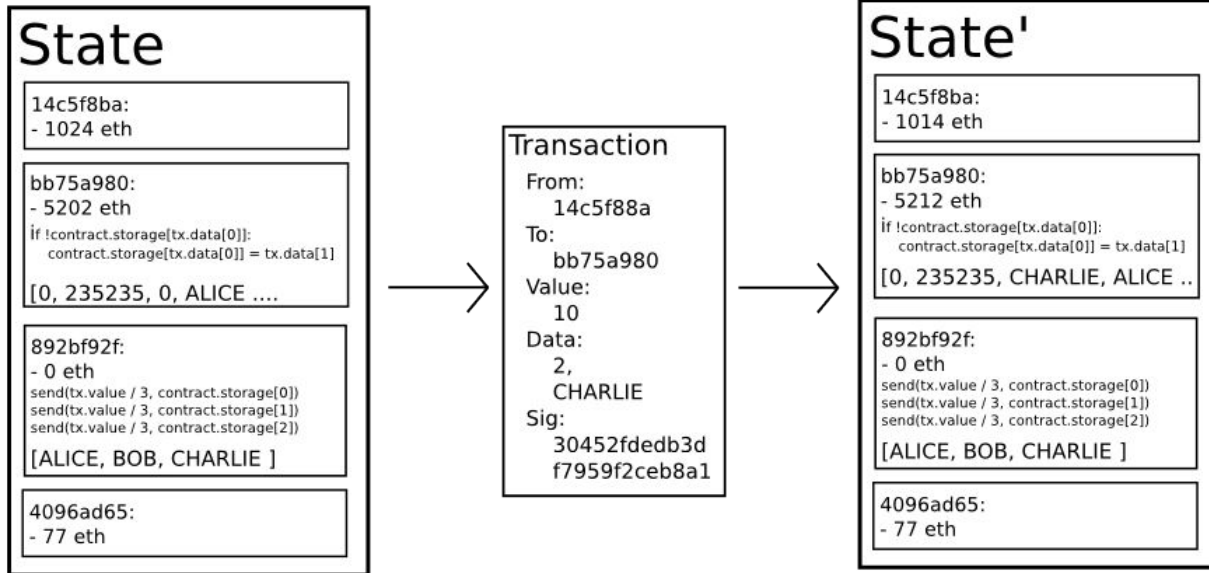 State
14c5f8ba:
- 1024 eth
bb75a980:
- 5202 eth
if !contract.storage[tx.data[0]]:
contract.storage[tx.data[0]] = tx.data[1]
[0, 235235, 0, ALICE ....
892bf92f:
- 0 eth
send(tx.value / 3, contract.storage[0])
send(tx.value / 3, contract.storage[1])
send(tx.value / 3, contract.storage[2])
[ALICE, BOB, CHARLIE ]
4096ad65:
- 77 eth
Transaction
From:
14c5f88a
To:
bb75a980
Value:
10
Data:
2,
CHARLIE
Sig:
30452fdedb3d
f7959f2ceb8a1
State'
14c5f8ba:
- 1014 eth
bb75a980:
- 5212 eth
if !contract.storage[tx.data[0]]:
contract.storage[tx.data[0]] = tx.data[1]
[0, 235235, CHARLIE, ALICE ..
892bf92f:
- 0 eth
send(tx.value / 3, contract.storage[0])
send(tx.value / 3, contract.storage[1])
send(tx.value / 3, contract.storage[2])
[ALICE, BOB, CHARLIE ]
4096ad65:
- 77 eth